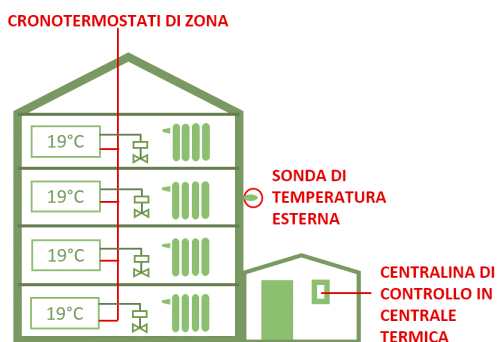 CRONOTERMOSTATI DI ZONA
19°C
19°C
19°C
19°C
SONDA DI
TEMPERATURA
ESTERNA
CENTRALINA DI
CONTROLLO IN
CENTRALE
TERMICA